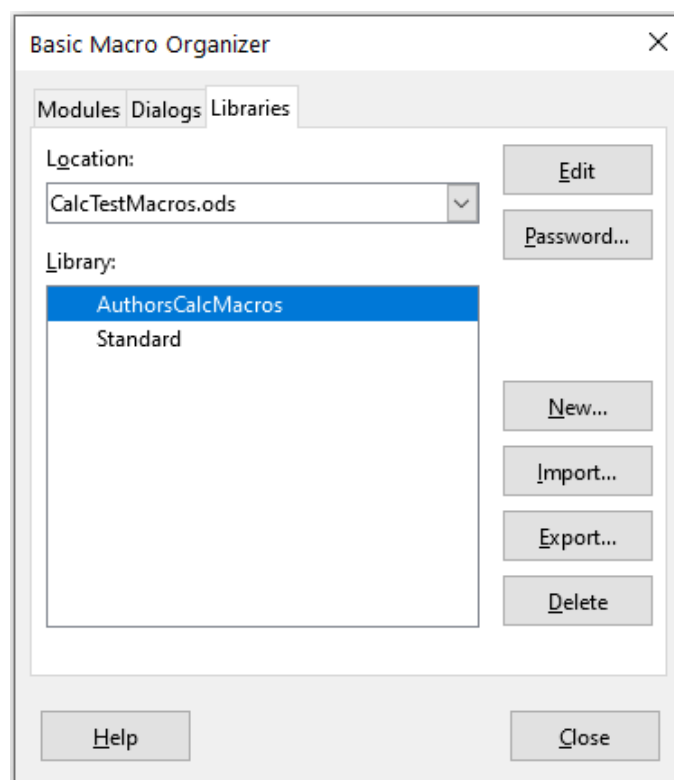 Basic Macro Organizer
Modules Dialogs Libraries
Location:
Edit
CalcTestMacros.ods
Password...
Library:
AuthorsCalcMacros
Standard
New...
Import...
Export...
Delete
Help
Close